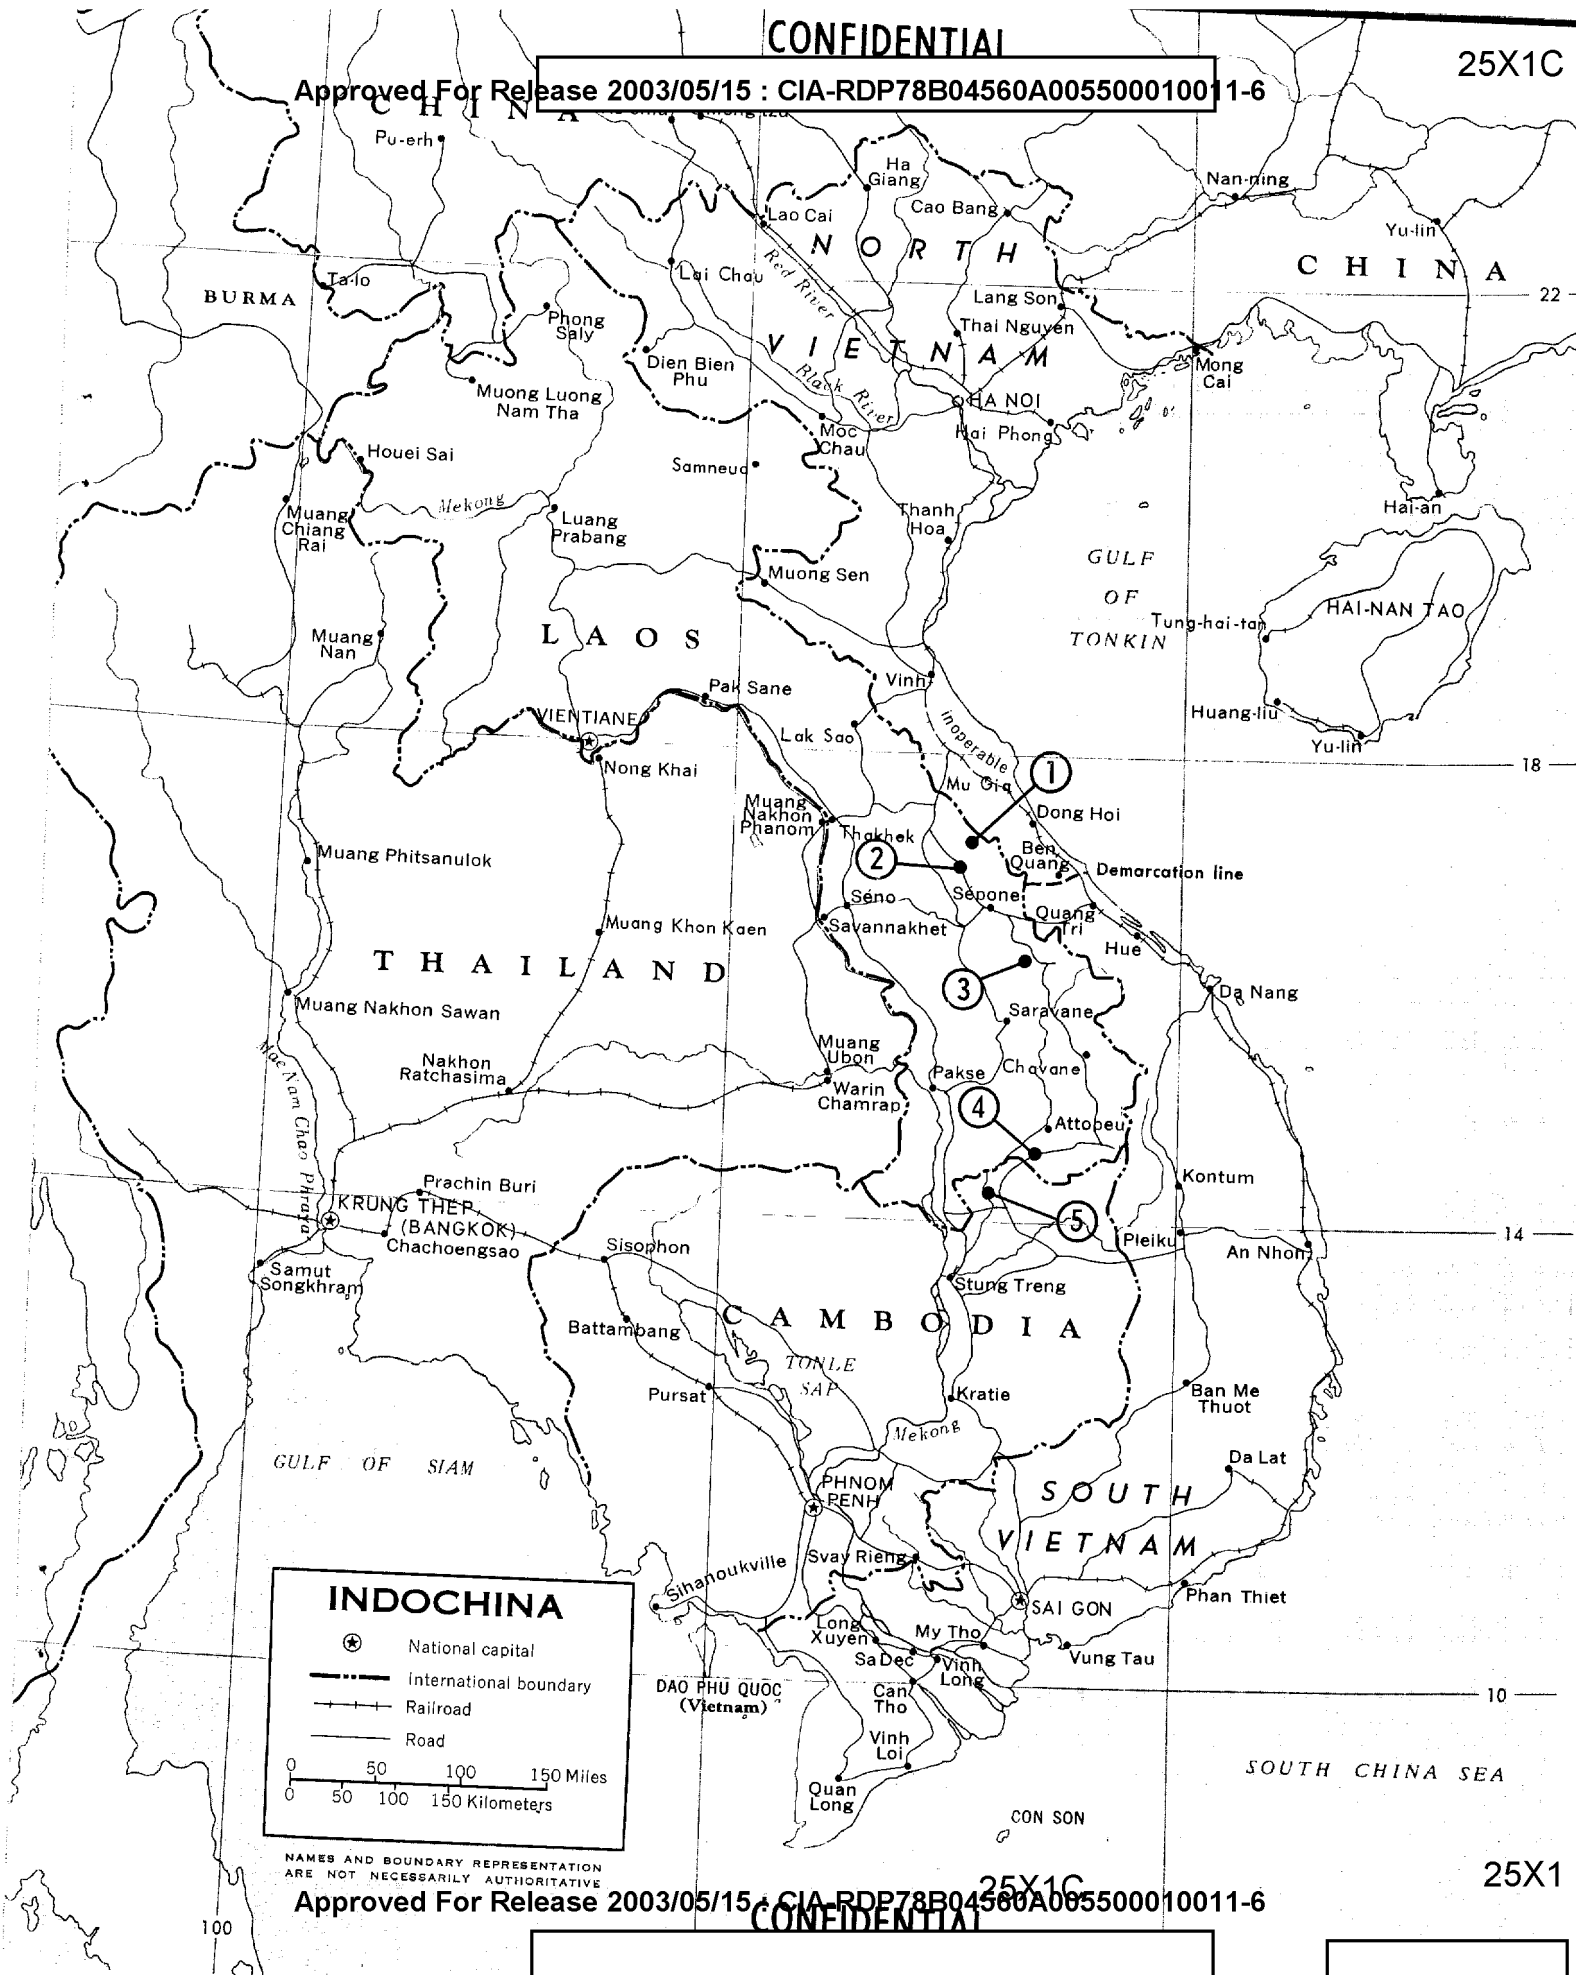 CONFIDENTIAL
25X1C
Approved For Release 2003/05/15 : CIA-RDP78B04560A005500010011-6
CHINA
Pu-erh
Ha
Giang
Nan-ning
Lao Cai
Cao Bang
Yu-lin
NORTH
CHINA
Red River
Lai Chau
Ta-lo
BURMA
Lang Son
22
Phong
Saly
Thai Nguyen
VIETNAM
Dien Bien
Phu
Mong
Cai
Black River
Muong Luong
Nam Tha
HA NOI
Moc
Chau
Hai Phong
Houei Sai
Samneua
Mekong
Hai-an
Muang
Chiang
Rai
Luang
Prabang
Thanh
Hoa
GULF
OF
TONKIN
Muong Sen
HAI-NAN TAO
Tung-hai-tan
Muang
Nan
LAOS
Pak Sane
Vinh
VIENTIANE
Huang-liu
Lak Sao
inoperable
Yu-lin
Nong Khai
18
1
Mu Gia
Muang
Nakhon
Phanom
Thakhek
Dong Hoi
Muang Phitsanulok
2
Ben
Quang
Demarcation line
Séno
Sépone
Quang
Tri
Muang Khon Kaen
Savannakhet
Hue
THAILAND
3
Da Nang
Muang Nakhon Sawan
Saravane
Mae Nam Chao Phraya
Muang
Ubon
Nakhon
Ratchasima
Chavane
Pakse
Warin
Chamrap
4
Attopeu
Prachin Buri
Kontum
KRUNG THEP
(BANGKOK)
5
Chachoengsao
Pleiku
14
Sisophon
An Nhon
Samut
Songkhram
Stung Treng
CAMBODIA
Battambang
TONLE
SAP
Pursat
Kratie
Ban Me
Thuot
Mekong
GULF OF SIAM
Da Lat
PHNOM
PENH
SOUTH
VIETNAM
Svay Rieng
Sihanoukville
Phan Thiet
SAI GON
INDOCHINA
National capital
International boundary
Railroad
Road
0 50 100 150 Miles
0 50 100 150 Kilometers
Long
Xuyen
My Tho
Sa Dec
Vinh
Long
Vung Tau
DAO PHU QUOC
(Vietnam)
Can
Tho
10
Vinh
Loi
SOUTH CHINA SEA
Quan
Long
CON SON
NAMES AND BOUNDARY REPRESENTATION
ARE NOT NECESSARILY AUTHORITATIVE
25X1C
25X1
Approved For Release 2003/05/15 : CIA-RDP78B04560A005500010011-6
CONFIDENTIAL
100